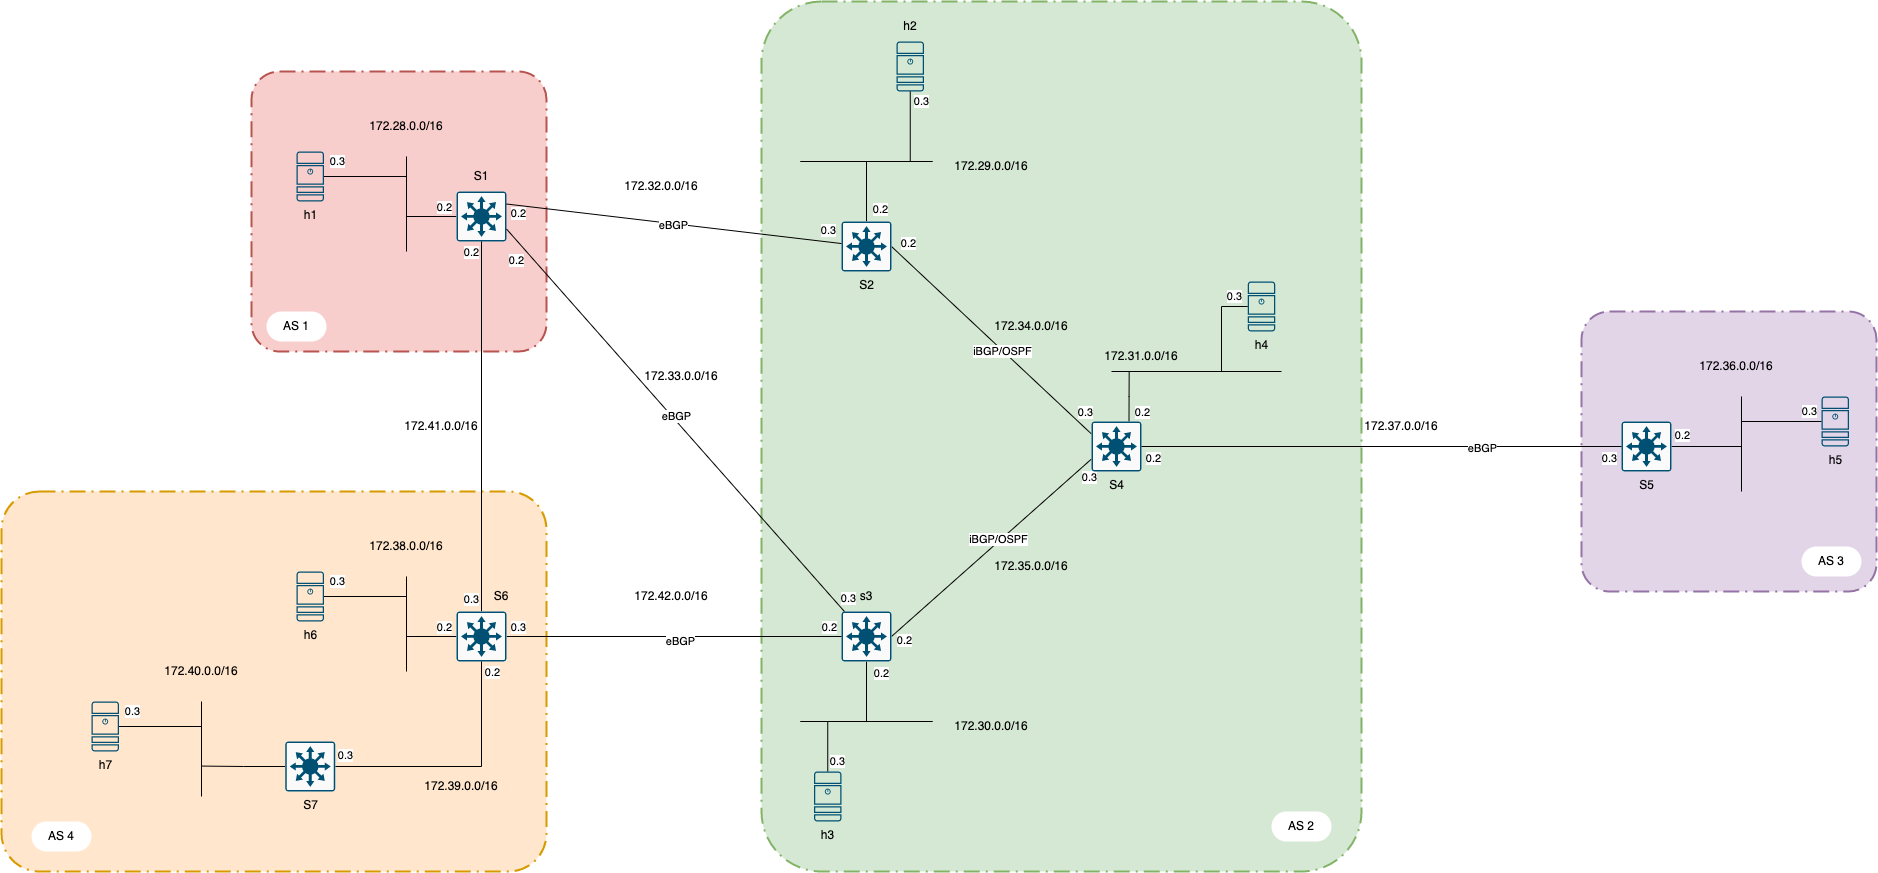 h2
0.3
172.28.0.0/16
0.3
h1
S1
0.2
0.2
0.2
0.2
AS 1
172.32.0.0/16
eBGP
172.29.0.0/16
0.2
0.3
0.2
S2
172.34.0.0/16
iBGP/OSPF
0.3
h4
172.31.0.0/16
0.3
0.2
172.33.0.0/16
eBGP
172.41.0.0/16
172.37.0.0/16
eBGP
0.2
0.3
S4
172.36.0.0/16
0.3
h5
0.2
0.3
S5
AS 3
iBGP/OSPF
172.35.0.0/16
172.38.0.0/16
0.3
h6
0.3
S6
0.2
0.3
0.2
172.42.0.0/16
eBGP
0.3
s3
0.2
0.2
0.2
172.40.0.0/16
0.3
h7
0.3
S7
172.39.0.0/16
AS 4
172.30.0.0/16
0.3
h3
AS 2